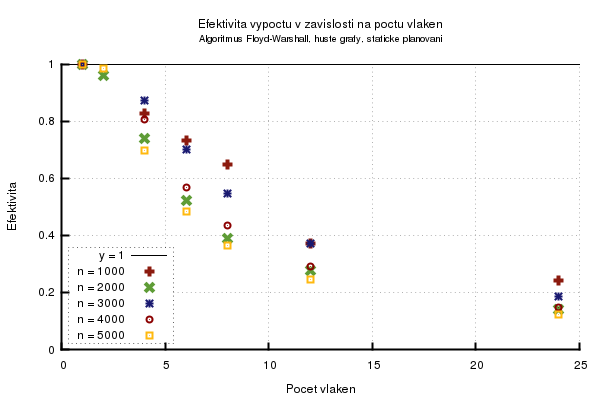 Efektivita vypoctu v zavislosti na poctu vlaken
Algoritmus Floyd-Warshall, huste grafy, staticke planovani
1
0.8
0.6
0.4
0.2
0
Efektivita
y = 1
n = 1000
n = 2000
n = 3000
n = 4000
n = 5000
0 5 10 15 20 25
Pocet vlaken